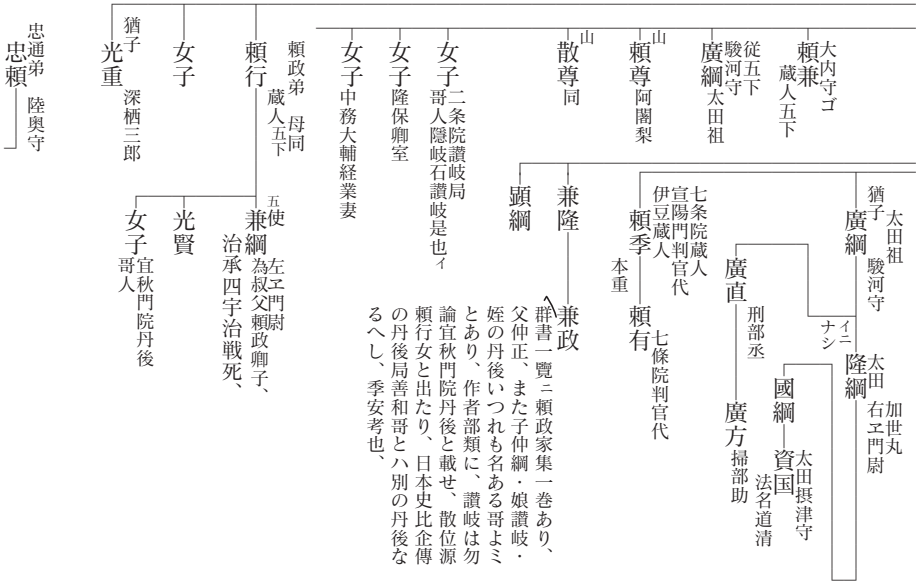 大内守ゴ
頼兼
蔵人五下
従五下
駿河守
廣綱
太田祖
山
頼尊
阿闍梨
山
散尊
同
女子
二条院讃岐局
哥人隠岐石讃岐是也ィ
女子
隆保卿室
女子
中務大輔経業妻
頼政弟 母同
頼行
蔵人五下
女子
猶子
光重
深栖三郎
忠通弟 陸奥守
忠頼
太田祖
猶子
廣綱
駿河守
イニ
ナシ
太田
隆綱
加世丸
右ヱ門尉
國綱
資国
太田摂津守
法名道清
廣直
刑部丞
廣方
掃部助
七条院蔵人
宣陽門判官代
伊豆蔵人
頼季
本重
頼有
七條院判官代
兼隆
兼政
顕綱
群書一覧ニ頼政家集一巻あり、
父仲正、また子仲綱・娘讃岐・
姪の丹後いつれも名ある哥よミ
とあり、作者部類に、讃岐は勿
論宜秋門院丹後と載せ、散位源
頼行女と出たり、日本史比企傳
の丹後局善和哥とハ別の丹後な
るへし、季安考也、
五使
兼綱
左ヱ門尉
為叔父頼政卿子、
治承四宇治戦死、
光賢
女子
宜秋門院丹後
哥人